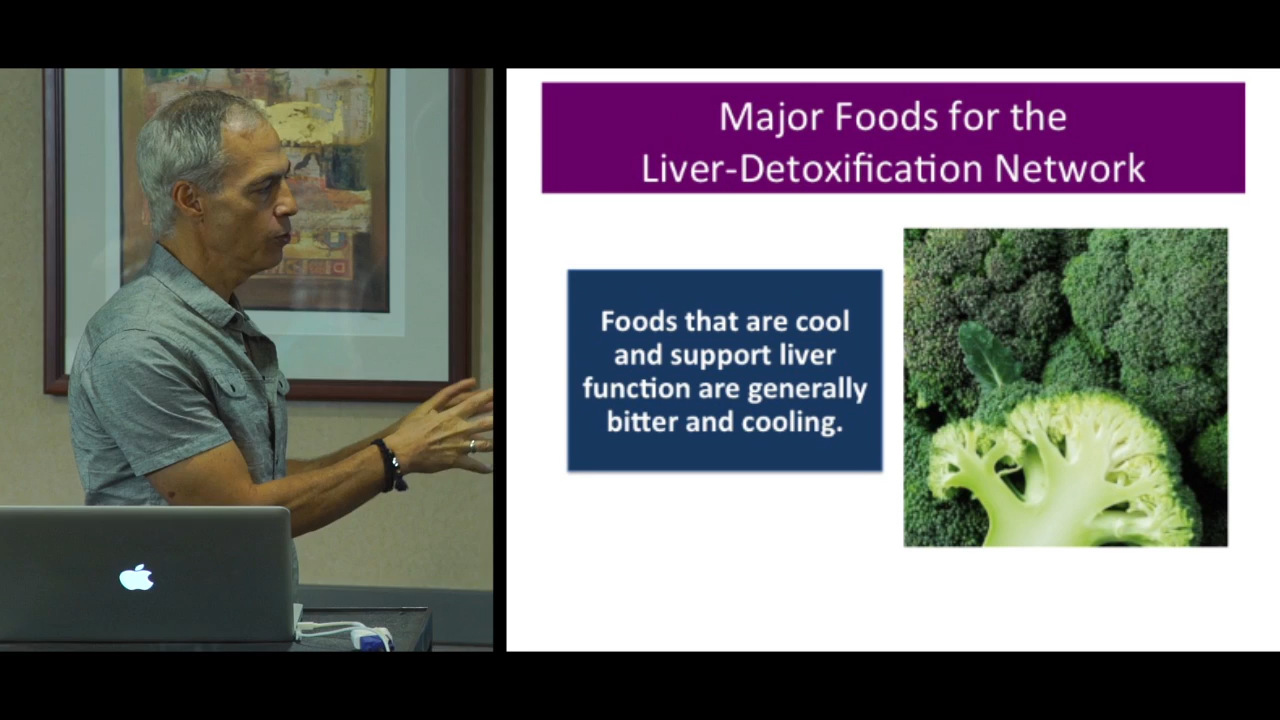 Major Foods for the
Liver-Detoxification Network
Foods that are cool
and support liver
function are generally
bitter and cooling.